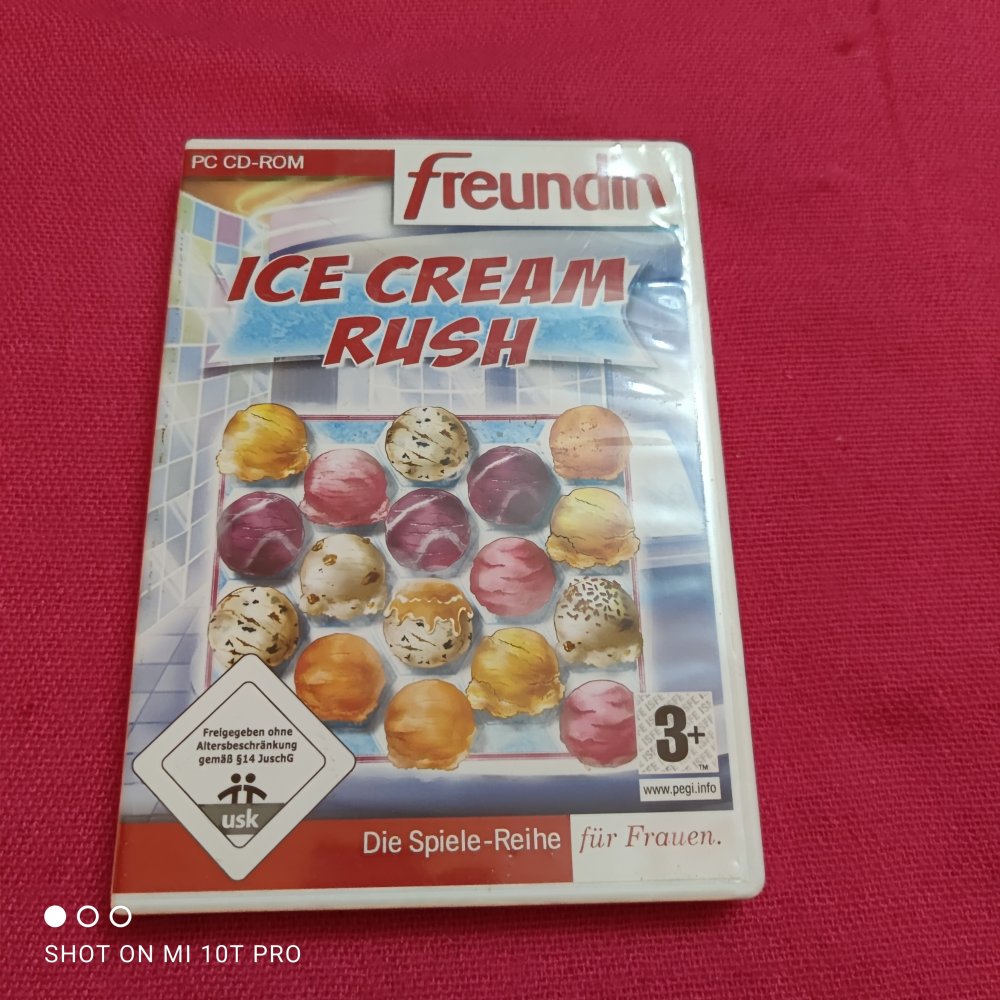 PC CD-ROM
freundin
ICE CREAM
RUSH
Freigegeben ohne
Altersbeschränkung
gemäß §14 JuschG
usk
3+
TM
www.pegi.info
Die Spiele-Reihe für Frauen.
SHOT ON MI 10T PRO